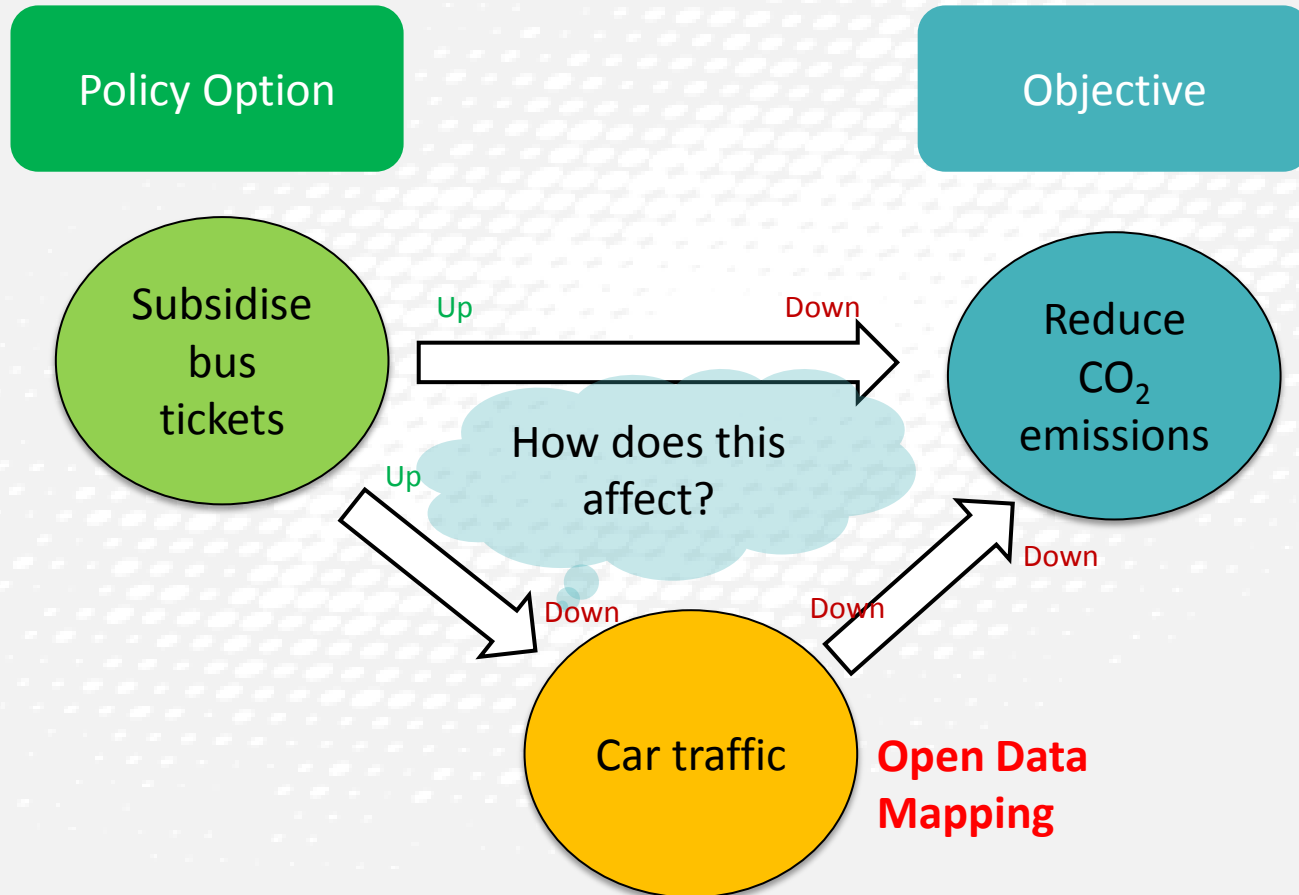 Policy Option
Objective
Subsidise
bus
tickets
Up
Down
Reduce
CO₂
emissions
How does this
affect?
Up
Down
Down
Down
Car traffic
Open Data
Mapping